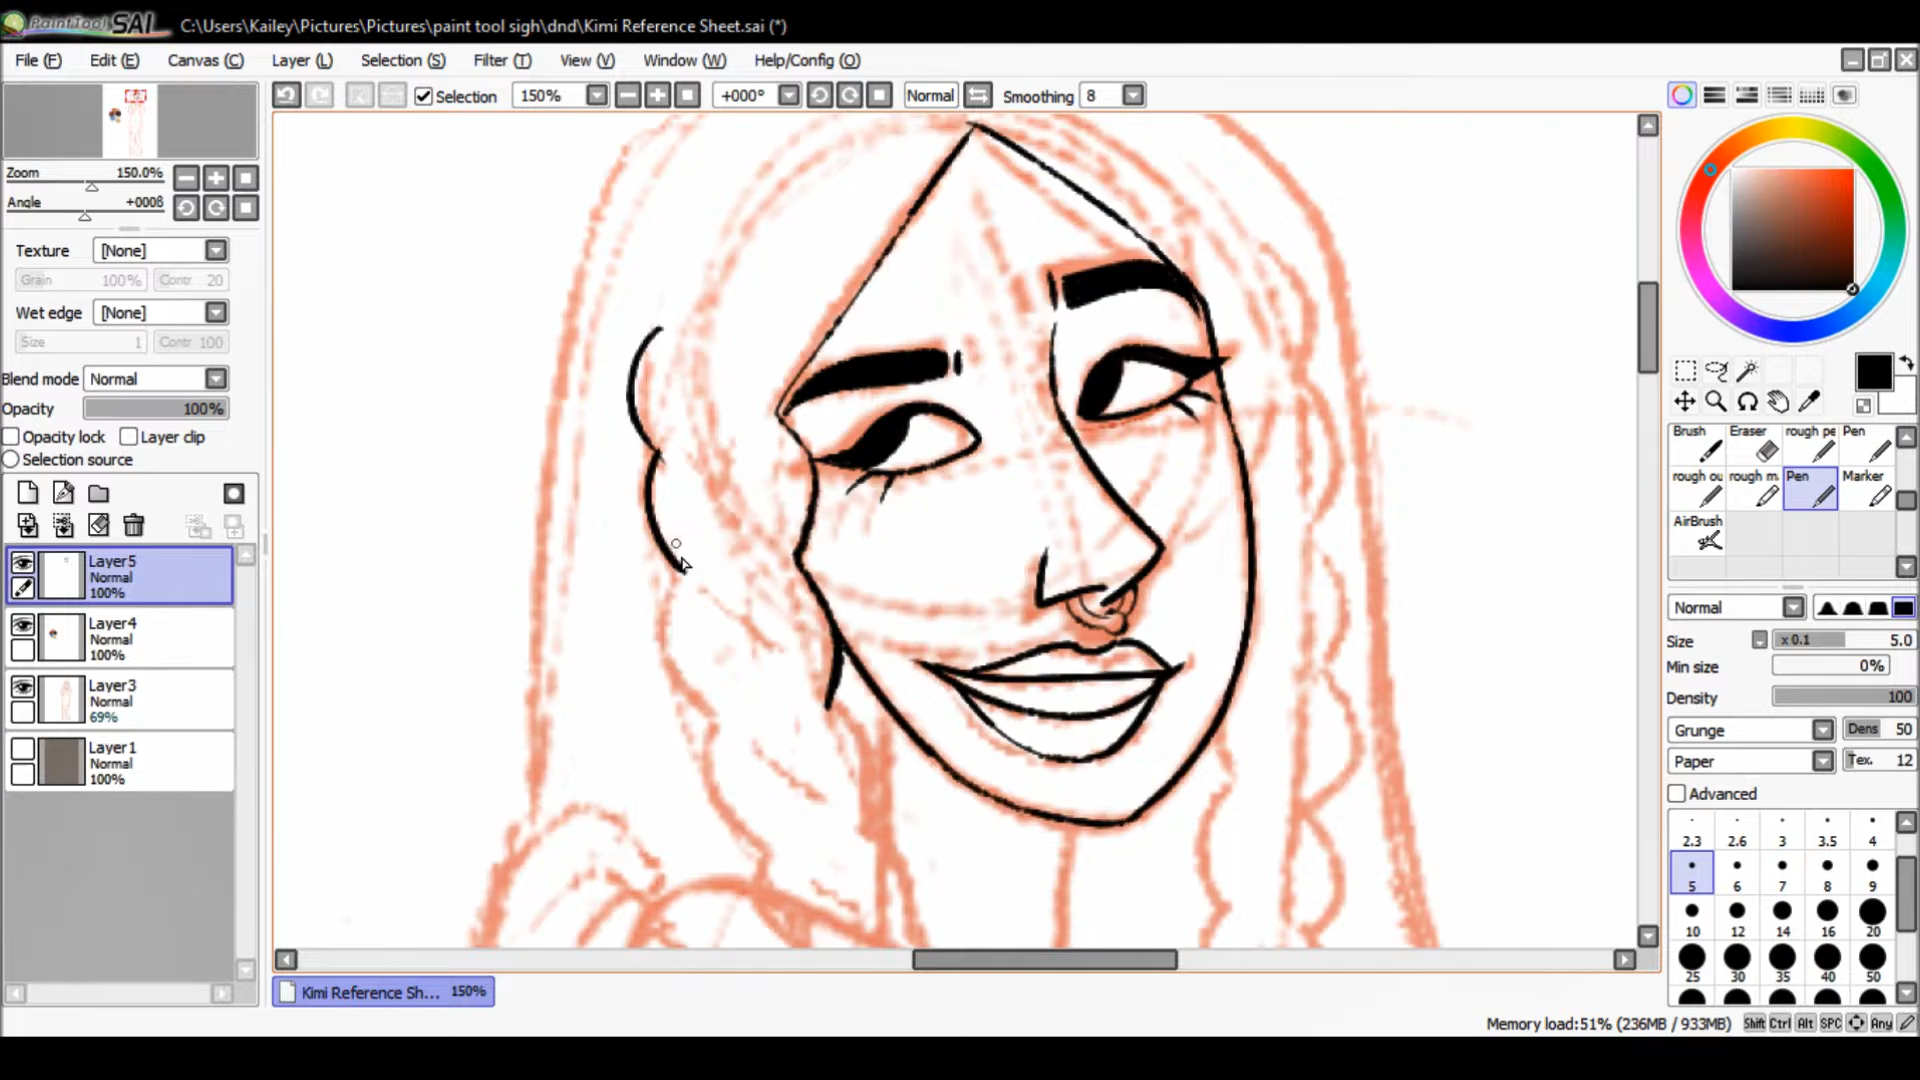 PaintTool SAI C:\Users\Kailey\Pictures\Pictures\paint tool sigh\dnd\Kimi Reference Sheet.sai (*)
File (F) Edit (E) Canvas (C) Layer (L) Selection (S) Filter (T) View (V) Window (W) Help/Config (O)
Selection 150% +000° Normal Smoothing 8
Zoom 150.0%
Angle +000ß
Texture [None]
Grain 100% Contr. 20
Wet edge [None]
Size 1 Contr 100
Blend mode Normal
Opacity 100%
Opacity lock Layer clip
Selection source
Layer5
Normal
100%
Layer4
Normal
100%
Layer3
Normal
69%
Layer1
Normal
100%
Brush Eraser rough pe Pen
rough ou rough m. Pen Marker
AirBrush
Normal
Size x 0.1 5.0
Min size 0%
Density 100
Grunge Dens 50
Paper Tex. 12
Advanced
2.3 2.6 3 3.5 4
5 6 7 8 9
10 12 14 16 20
25 30 35 40 50
Kimi Reference Sh... 150%
Memory load:51% (236MB / 933MB) Shift Ctrl Alt SPC Any